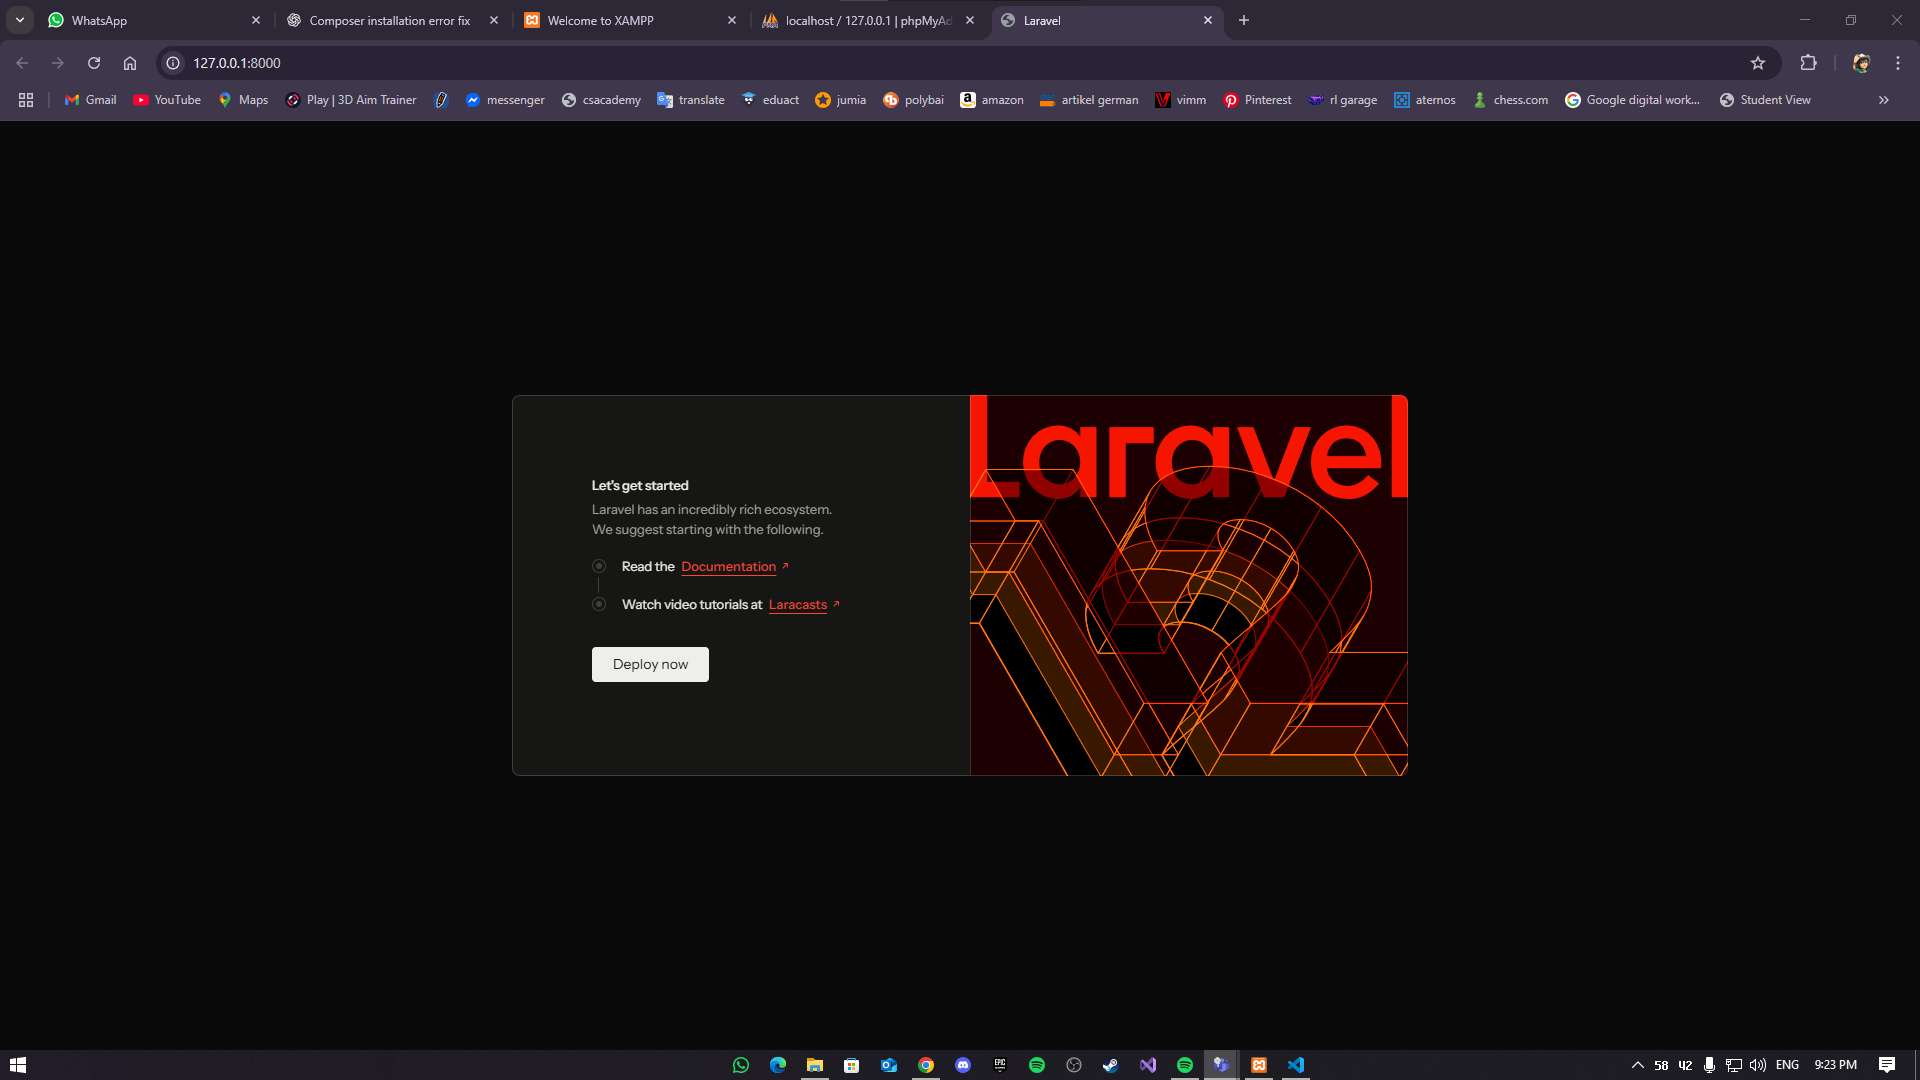 WhatsApp
Composer installation error fix
Welcome to XAMPP
localhost / 127.0.0.1 | phpMyAd
Laravel
127.0.0.1:8000
Gmail
YouTube
Maps
Play | 3D Aim Trainer
messenger
csacademy
translate
eduact
jumia
polybai
amazon
artikel german
vimm
Pinterest
rl garage
aternos
chess.com
Google digital work...
Student View
Laravel
Let's get started
Laravel has an incredibly rich ecosystem.
We suggest starting with the following.
Read the Documentation
Watch video tutorials at Laracasts
Deploy now
EPIC
58
42
ENG
9:23 PM